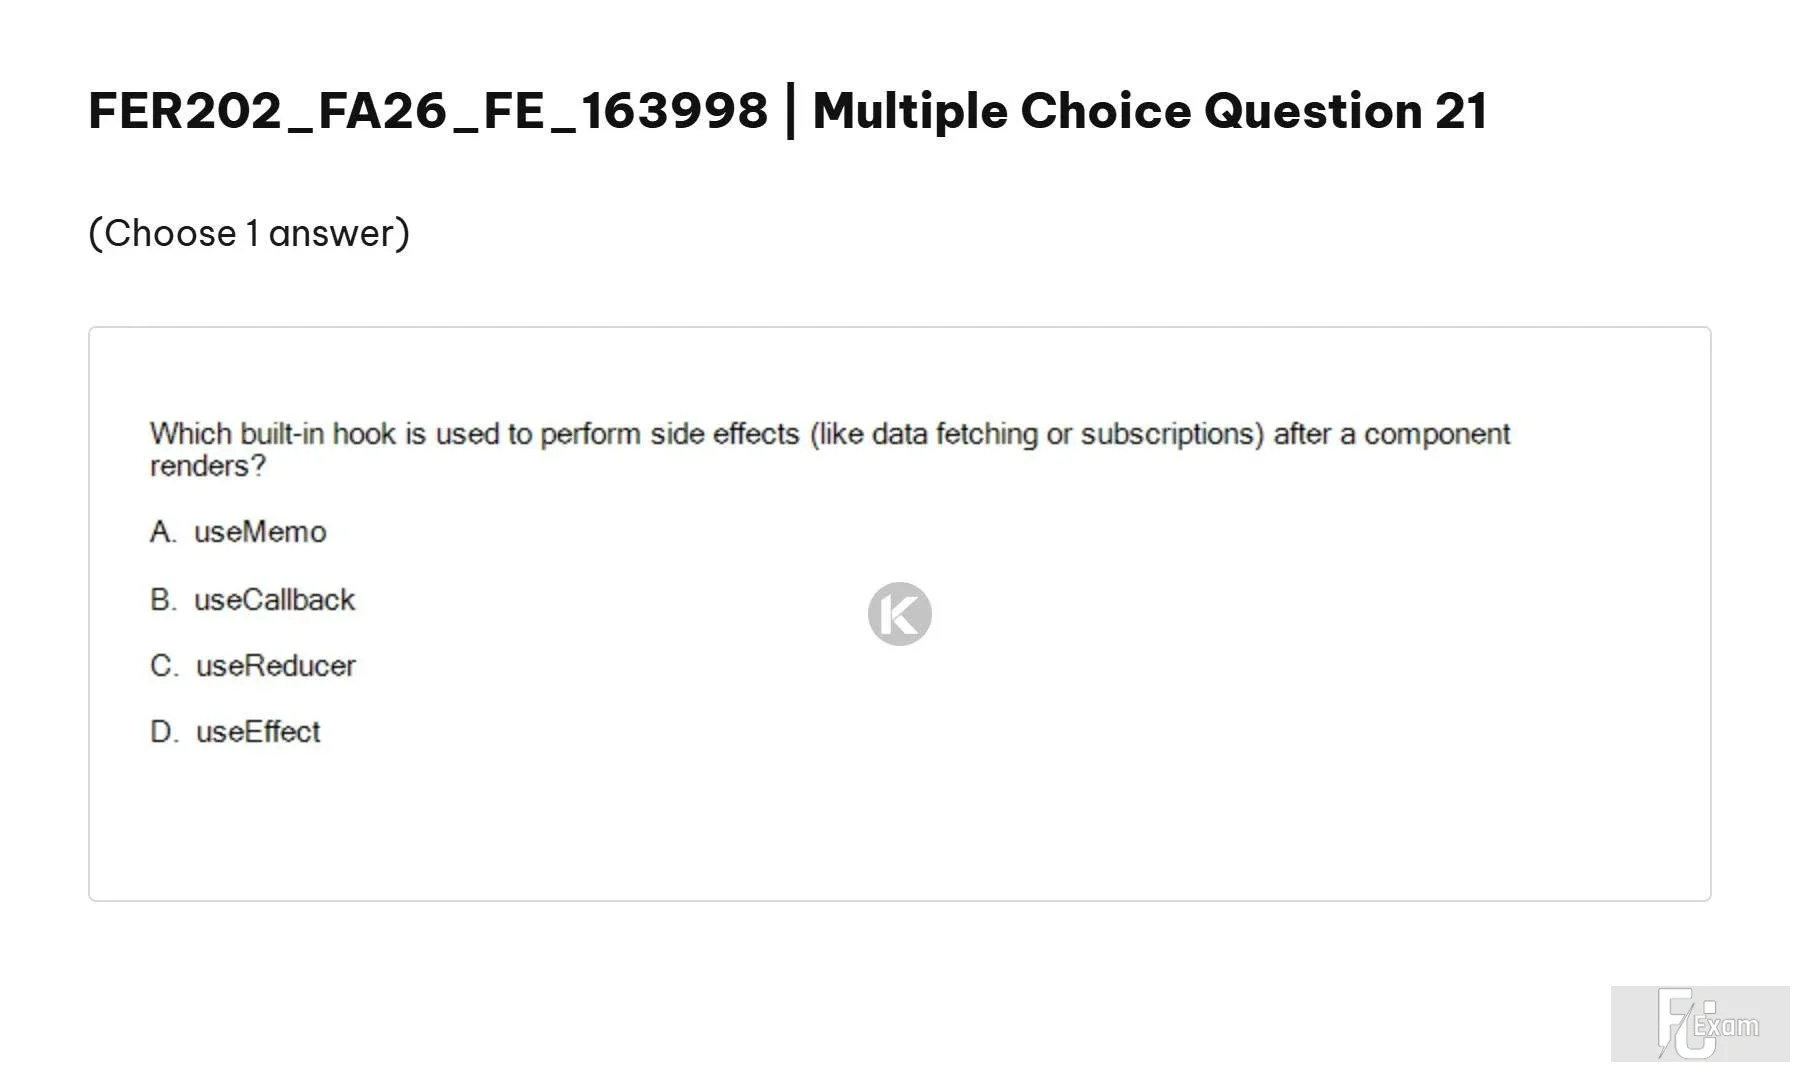 FER202_FA26_FE_163998 | Multiple Choice Question 21
(Choose 1 answer)
Which built-in hook is used to perform side effects (like data fetching or subscriptions) after a component
renders?
A. useMemo
B. useCallback
C. useReducer
D. useEffect
K
FU Exam